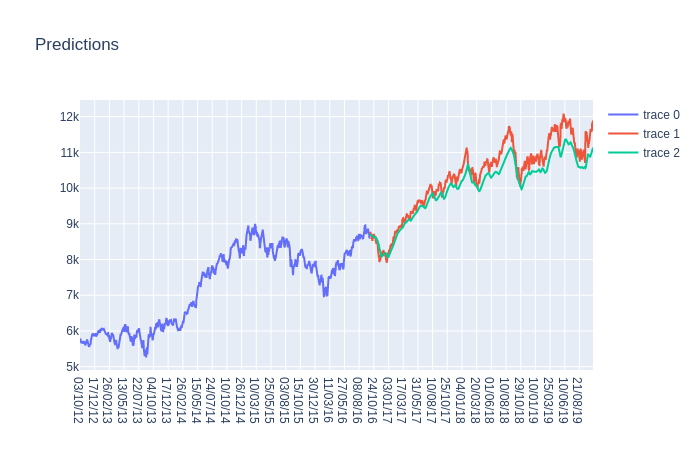 Predictions
12k
11k
10k
9k
8k
7k
6k
5k
03/10/12
17/12/12
26/02/13
13/05/13
22/07/13
04/10/13
17/12/13
26/02/14
15/05/14
24/07/14
10/10/14
26/12/14
10/03/15
25/05/15
03/08/15
15/10/15
30/12/15
11/03/16
27/05/16
08/08/16
24/10/16
03/01/17
17/03/17
31/05/17
10/08/17
25/10/17
04/01/18
20/03/18
01/06/18
10/08/18
29/10/18
10/01/19
25/03/19
10/06/19
21/08/19
trace 0
trace 1
trace 2